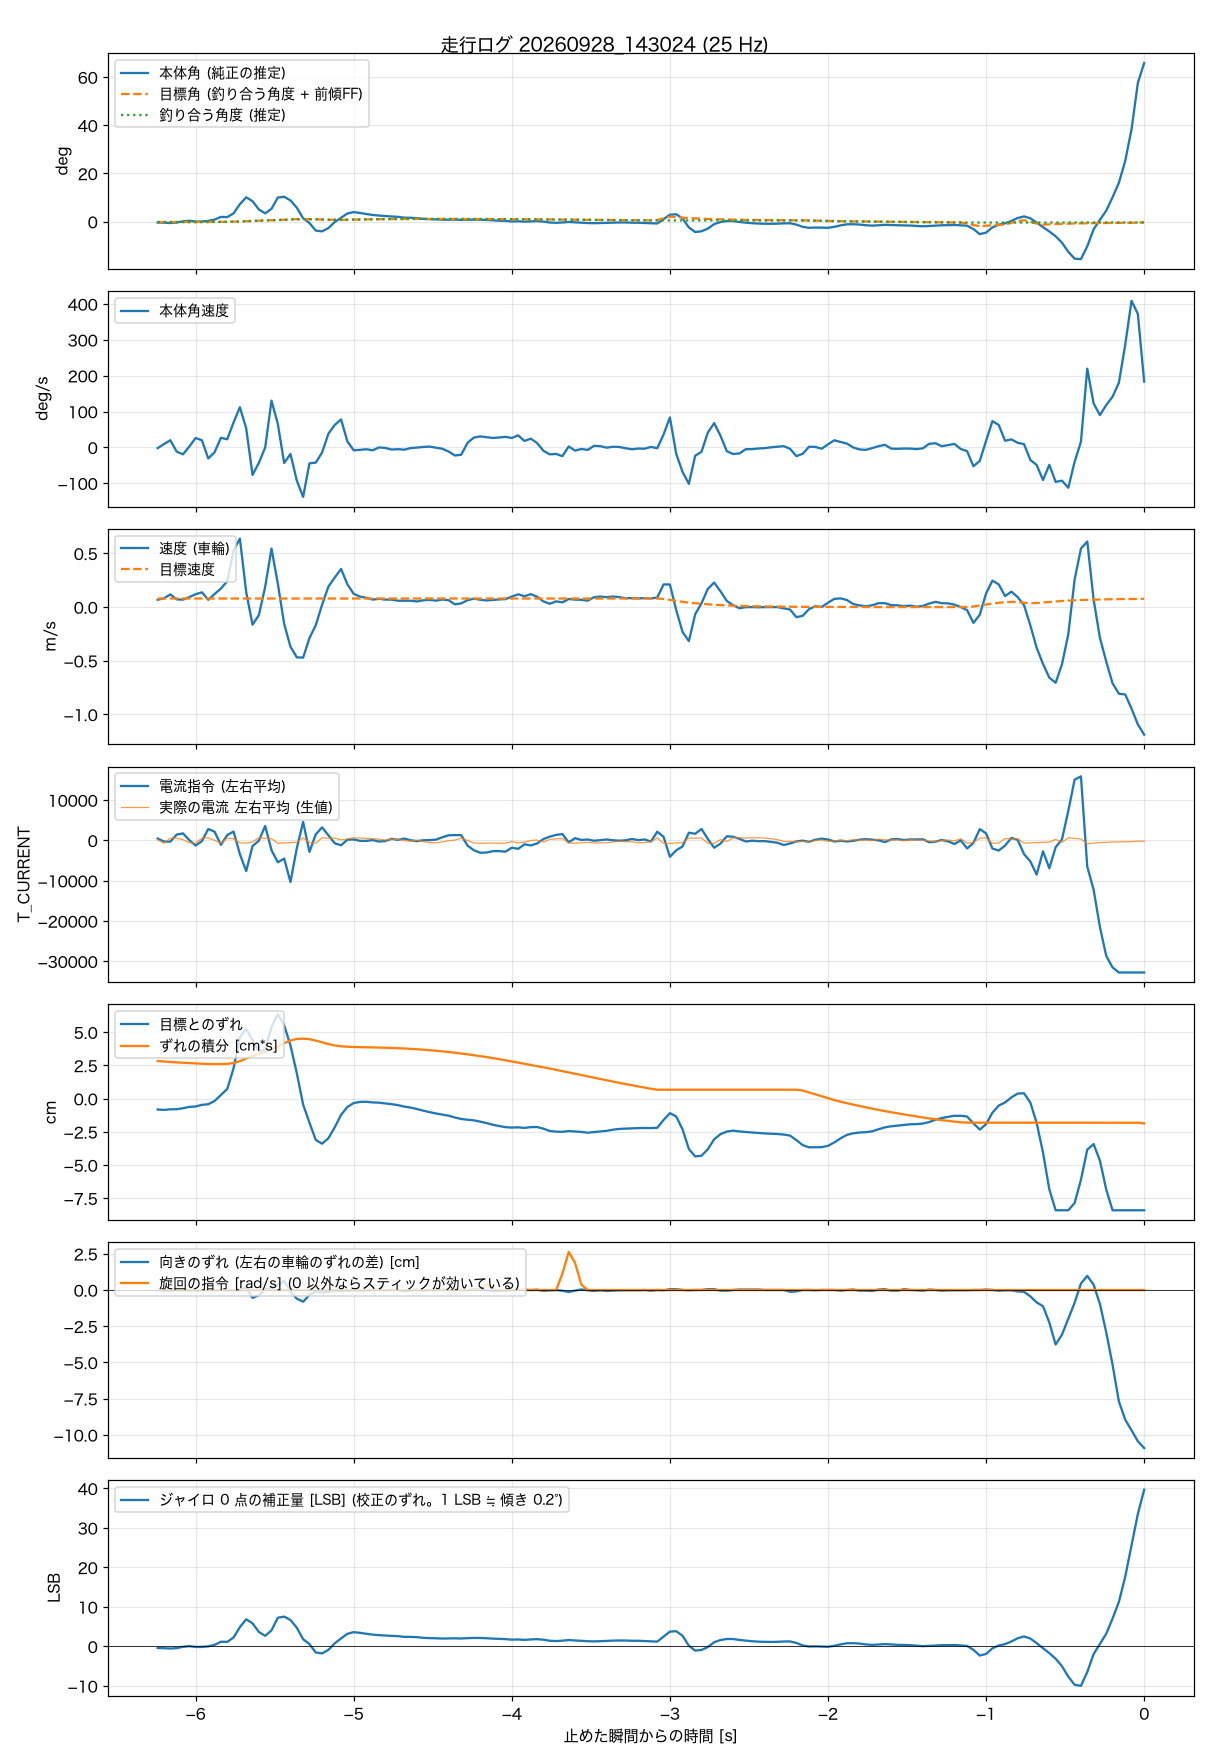 走行ログ 20260928_143024 (25 Hz)
本体角 (純正の推定)
目標角 (釣り合う角度 + 前傾FF)
釣り合う角度 (推定)
60
40
20
0
deg
本体角速度
400
300
200
100
0
−100
deg/s
速度 (車輪)
目標速度
0.5
0.0
−0.5
−1.0
m/s
電流指令 (左右平均)
実際の電流 左右平均 (生値)
10000
0
−10000
−20000
−30000
T_CURRENT
目標とのずれ
ずれの積分 [cm*s]
5.0
2.5
0.0
−2.5
−5.0
−7.5
cm
向きのずれ (左右の車輪のずれの差) [cm]
旋回の指令 [rad/s] (0 以外ならスティックが効いている)
2.5
0.0
−2.5
−5.0
−7.5
−10.0
ジャイロ 0 点の補正量 [LSB] (校正のずれ。1 LSB ≒ 傾き 0.2°)
40
30
20
10
0
−10
LSB
−6 −5 −4 −3 −2 −1 0
止めた瞬間からの時間 [s]